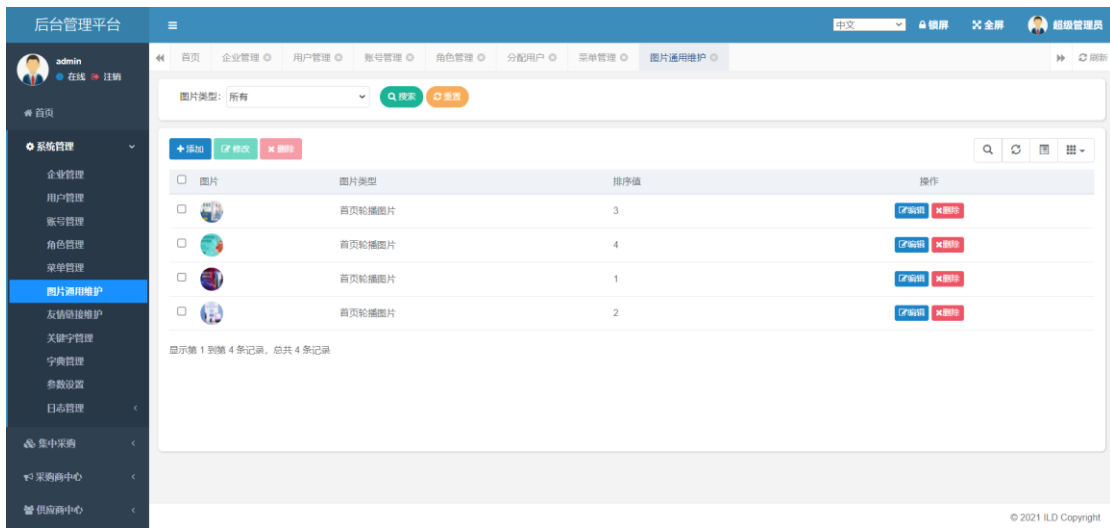 后台管理平台
中文 锁屏 全屏 超级管理员
admin
在线 注销
首页 企业管理 用户管理 账号管理 角色管理 分配用户 菜单管理 图片通用维护 刷新
图片类型: 所有 搜索 重置
首页
系统管理
企业管理
用户管理
账号管理
角色管理
菜单管理
图片通用维护
友情链接维护
关键字管理
字典管理
参数设置
日志管理
集中采购
采购商中心
供应商中心
添加 修改 删除
图片 图片类型 排序值 操作
首页轮播图片 3 编辑 删除
首页轮播图片 4 编辑 删除
首页轮播图片 1 编辑 删除
首页轮播图片 2 编辑 删除
显示第 1 到第 4 条记录，总共 4 条记录
© 2021 ILD Copyright